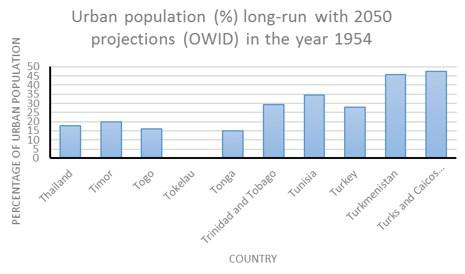 Urban population (%) long-run with 2050
projections (OWID) in the year 1954
PERCENTAGE OF URBAN POPULATION
50
45
40
35
30
25
20
15
10
5
0
Thailand
Timor
Togo
Tokelau
Tonga
Trinidad and Tobago
Tunisia
Turkey
Turkmenistan
Turks and Caicos…
COUNTRY